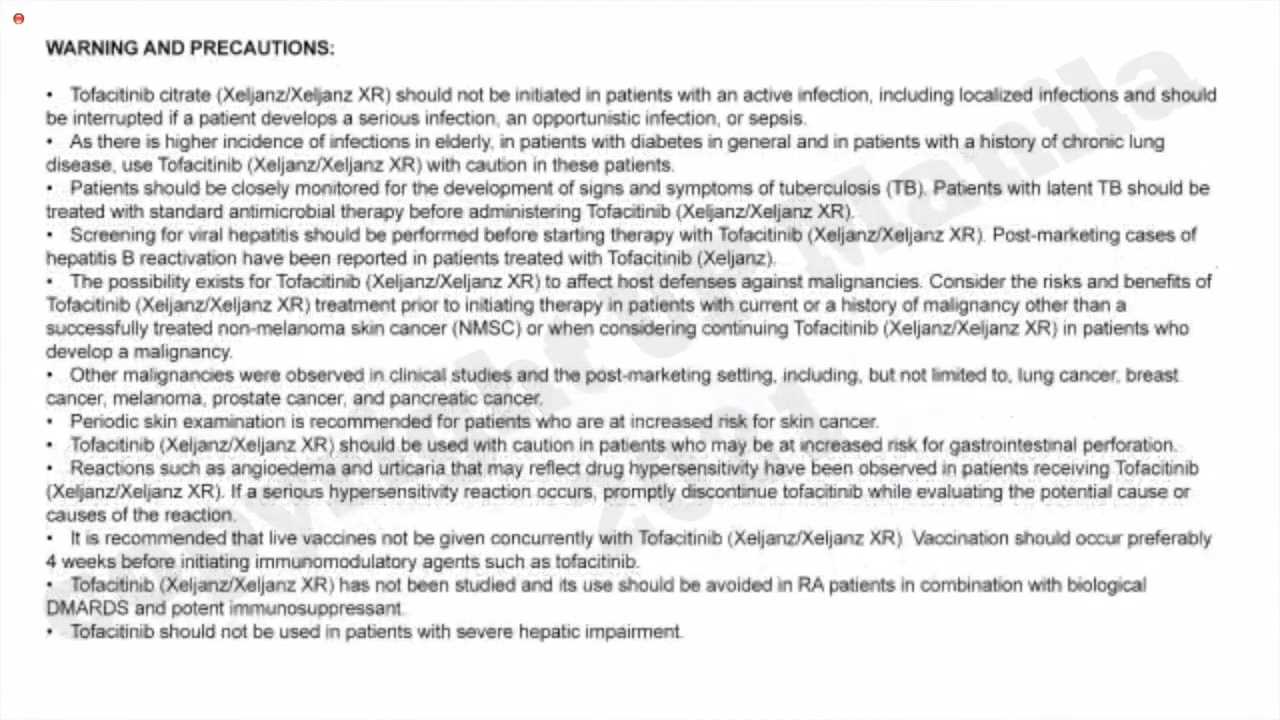 WARNING AND PRECAUTIONS:
• Tofacitinib citrate (Xeljanz/Xeljanz XR) should not be initiated in patients with an active infection, including localized infections and should
be interrupted if a patient develops a serious infection, an opportunistic infection, or sepsis.
• As there is higher incidence of infections in elderly, in patients with diabetes in general and in patients with a history of chronic lung
disease, use Tofacitinib (Xeljanz/Xeljanz XR) with caution in these patients.
• Patients should be closely monitored for the development of signs and symptoms of tuberculosis (TB). Patients with latent TB should be
treated with standard antimicrobial therapy before administering Tofacitinib (Xeljanz/Xeljanz XR).
• Screening for viral hepatitis should be performed before starting therapy with Tofacitinib (Xeljanz/Xeljanz XR). Post-marketing cases of
hepatitis B reactivation have been reported in patients treated with Tofacitinib (Xeljanz).
• The possibility exists for Tofacitinib (Xeljanz/Xeljanz XR) to affect host defenses against malignancies. Consider the risks and benefits of
Tofacitinib (Xeljanz/Xeljanz XR) treatment prior to initiating therapy in patients with current or a history of malignancy other than a
successfully treated non-melanoma skin cancer (NMSC) or when considering continuing Tofacitinib (Xeljanz/Xeljanz XR) in patients who
develop a malignancy.
• Other malignancies were observed in clinical studies and the post-marketing setting, including, but not limited to, lung cancer, breast
cancer, melanoma, prostate cancer, and pancreatic cancer.
• Periodic skin examination is recommended for patients who are at increased risk for skin cancer.
• Tofacitinib (Xeljanz/Xeljanz XR) should be used with caution in patients who may be at increased risk for gastrointestinal perforation.
• Reactions such as angioedema and urticaria that may reflect drug hypersensitivity have been observed in patients receiving Tofacitinib
(Xeljanz/Xeljanz XR). If a serious hypersensitivity reaction occurs, promptly discontinue tofacitinib while evaluating the potential cause or
causes of the reaction.
• It is recommended that live vaccines not be given concurrently with Tofacitinib (Xeljanz/Xeljanz XR) Vaccination should occur preferably
4 weeks before initiating immunomodulatory agents such as tofacitinib.
• Tofacitinib (Xeljanz/Xeljanz XR) has not been studied and its use should be avoided in RA patients in combination with biological
DMARDS and potent immunosuppressant
• Tofacitinib should not be used in patients with severe hepatic impairment.
Manila